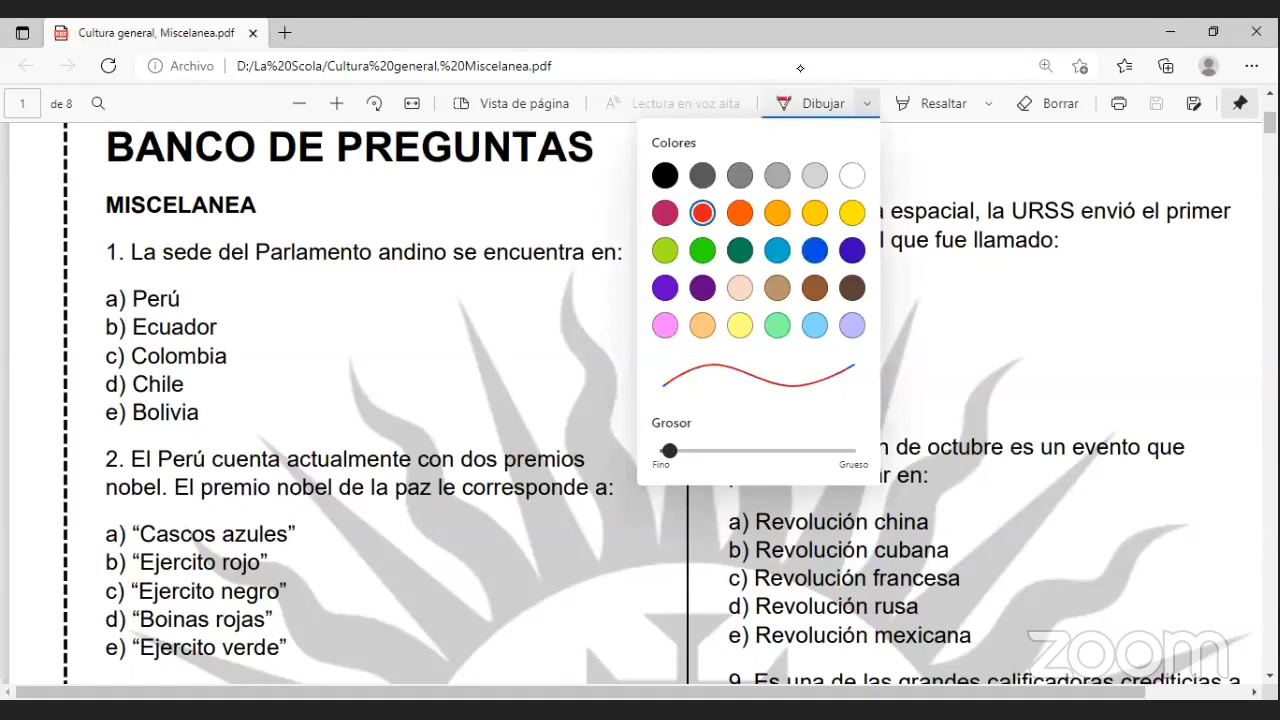 Cultura general, Miscelanea.pdf
Archivo
D:/La%20Scola/Cultura%20general,%20Miscelanea.pdf
1 de 8
Vista de página
Lectura en voz alta
Dibujar
Resaltar
Borrar
BANCO DE PREGUNTAS
MISCELANEA
1. La sede del Parlamento andino se encuentra en:
a) Perú
b) Ecuador
c) Colombia
d) Chile
e) Bolivia
2. El Perú cuenta actualmente con dos premios
nobel. El premio nobel de la paz le corresponde a:
a) “Cascos azules”
b) “Ejercito rojo”
c) “Ejercito negro”
d) “Boinas rojas”
e) “Ejercito verde”
Colores
Grosor
Fino
Grueso
espacial, la URSS envió el primer
que fue llamado:
de octubre es un evento que
en:
a) Revolución china
b) Revolución cubana
c) Revolución francesa
d) Revolución rusa
e) Revolución mexicana
9. Es una de las grandes calificadoras crediticias a
zoom